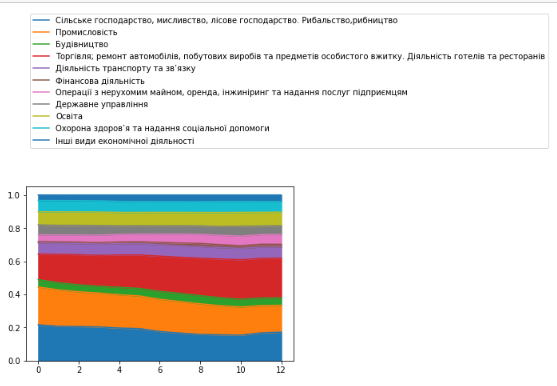 Сільське господарство, мисливство, лісове господарство. Рибальство,рибництво
Промисловість
Будівництво
Торгівля; ремонт автомобілів, побутових виробів та предметів особистого вжитку. Діяльність готелів та ресторанів
Діяльність транспорту та зв'язку
Фінансова діяльність
Операції з нерухомим майном, оренда, інжиніринг та надання послуг підприємцям
Державне управління
Освіта
Охорона здоров'я та надання соціальної допомоги
Інші види економічної діяльності
1.0
0.8
0.6
0.4
0.2
0.0
0 2 4 6 8 10 12